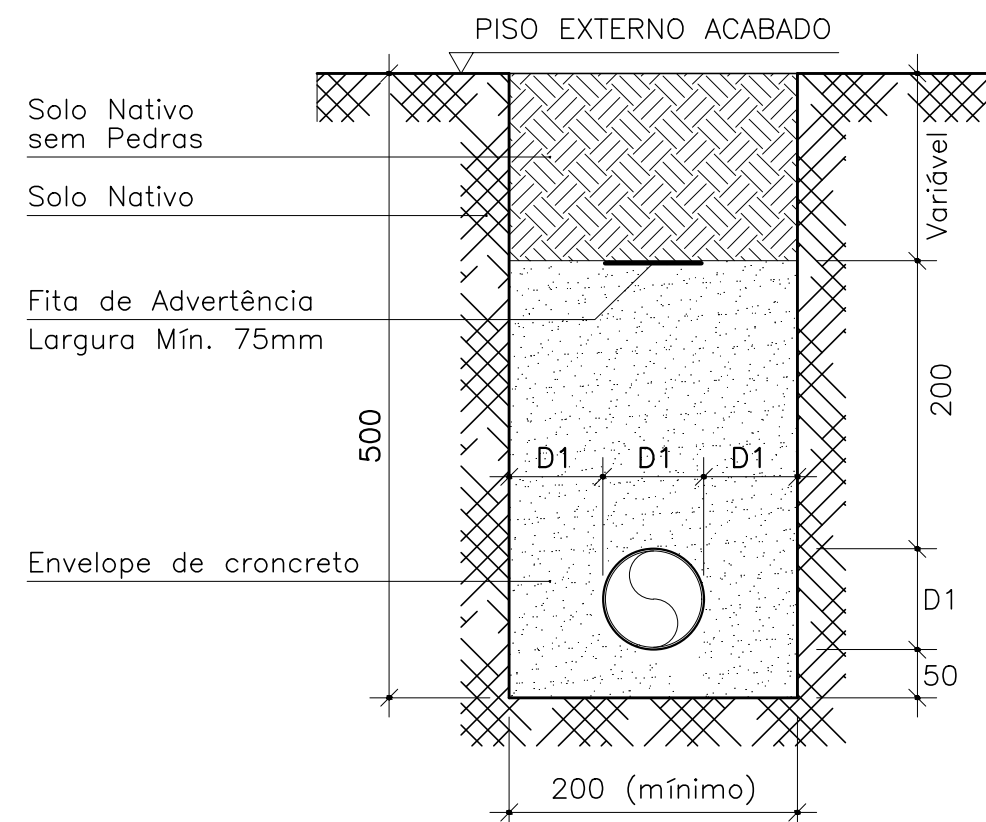 PISO EXTERNO ACABADO
Solo Nativo
sem Pedras
Solo Nativo
Variável
Fita de Advertência
Largura Mín. 75mm
200
500
D1 D1 D1
Envelope de croncreto
D1
50
200 (mínimo)